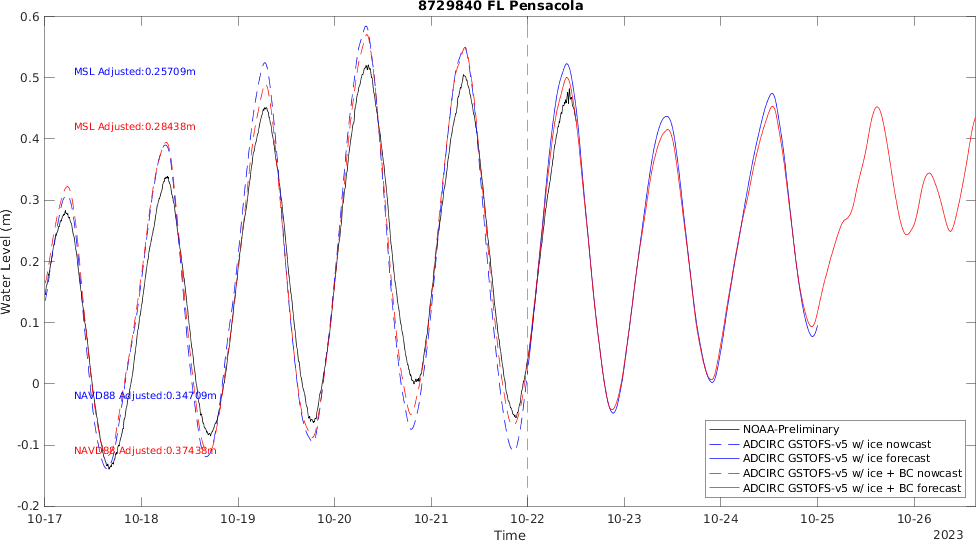 8729840 FL Pensacola
0.6
0.5
0.4
0.3
0.2
0.1
0
-0.1
-0.2
Water Level (m)
MSL Adjusted:0.25709m
MSL Adjusted:0.28438m
NAVD88 Adjusted:0.34709m
NAVD88 Adjusted:0.37438m
NOAA-Preliminary
ADCIRC GSTOFS-v5 w/ ice nowcast
ADCIRC GSTOFS-v5 w/ ice forecast
ADCIRC GSTOFS-v5 w/ ice + BC nowcast
ADCIRC GSTOFS-v5 w/ ice + BC forecast
10-17 10-18 10-19 10-20 10-21 10-22 10-23 10-24 10-25 10-26
Time
2023